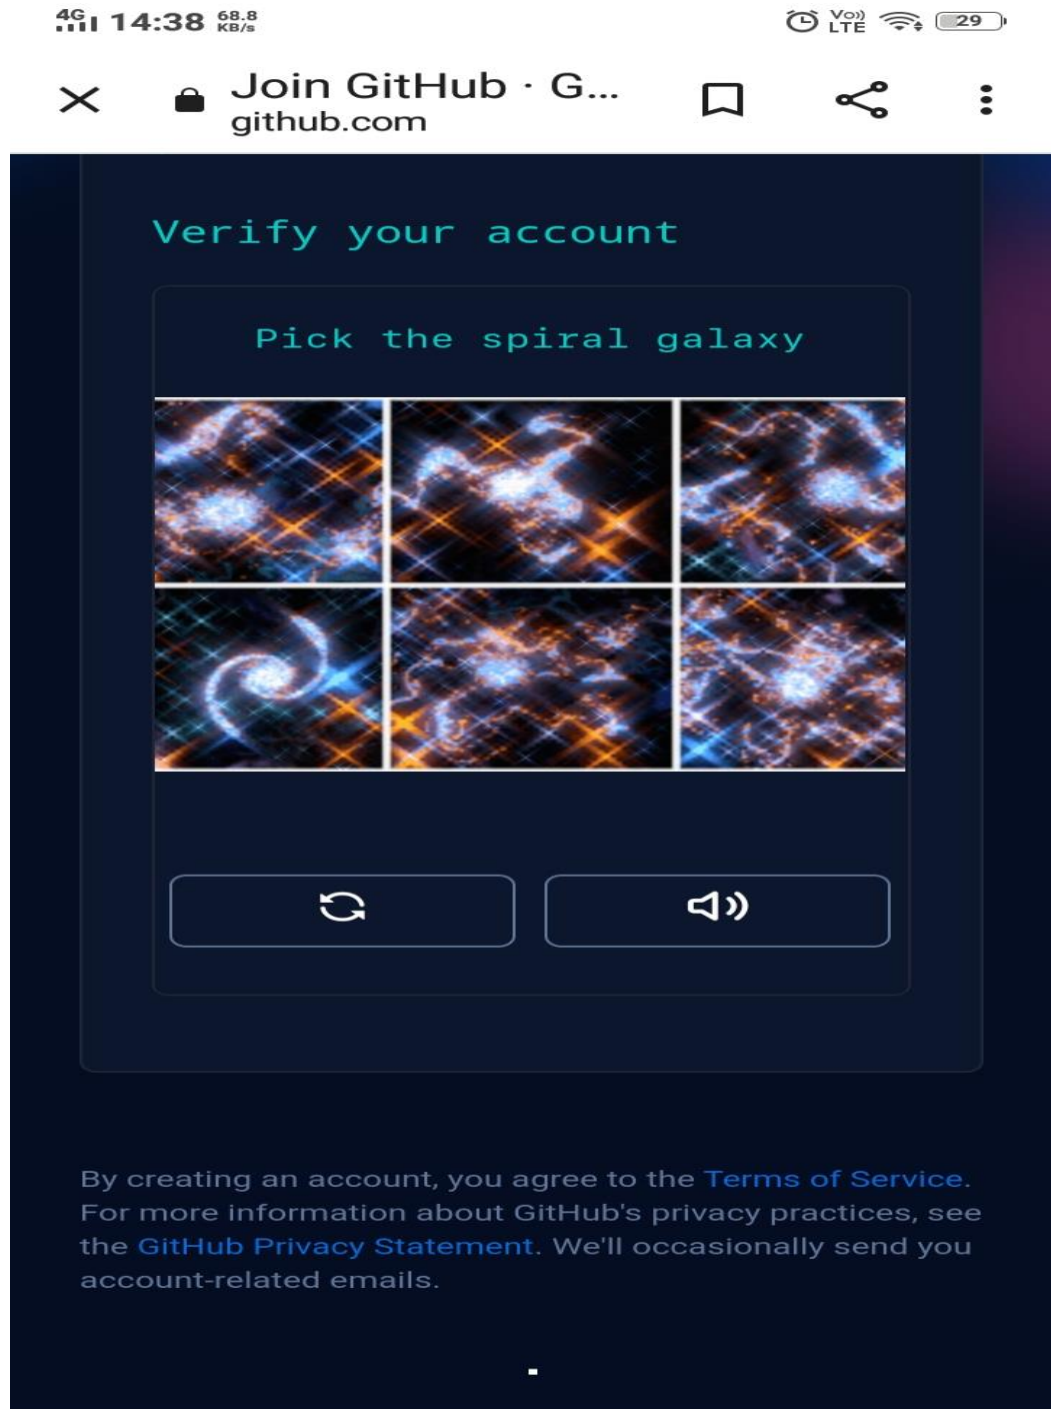 4G 14:38 68.8 KB/s Vo)) LTE 29
Join GitHub · G...
github.com
Verify your account
Pick the spiral galaxy
By creating an account, you agree to the Terms of Service.
For more information about GitHub's privacy practices, see
the GitHub Privacy Statement. We'll occasionally send you
account-related emails.